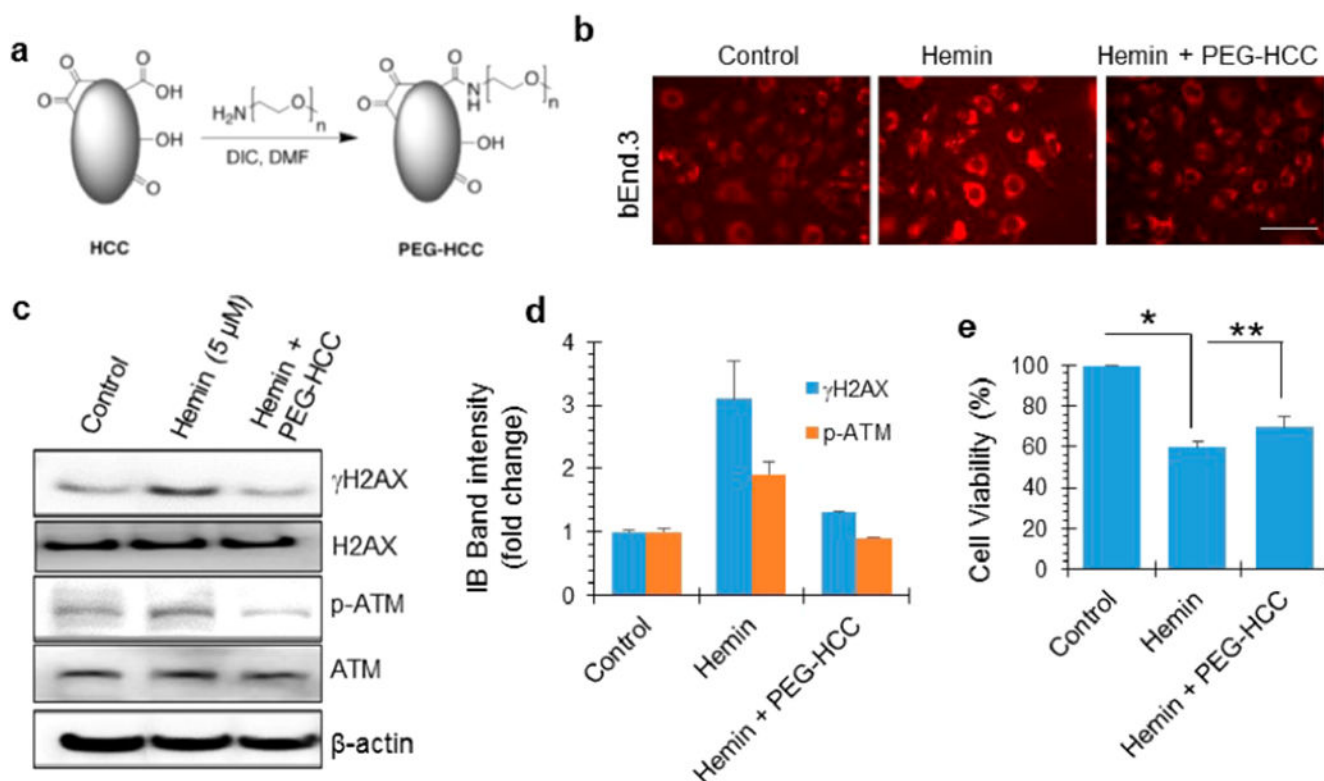 a
O
O
O
OH
OH
O
HCC
H₂N
O
n
DIC, DMF
O
O
O
N
H
O
n
OH
O
PEG-HCC
b
Control
Hemin
Hemin + PEG-HCC
bEnd.3
c
Control
Hemin (5 µM)
Hemin +
PEG-HCC
γH2AX
H2AX
p-ATM
ATM
β-actin
d
IB Band intensity
(fold change)
4
3
2
1
0
γH2AX
p-ATM
Control
Hemin
Hemin + PEG-HCC
e
*
**
Cell Viability (%)
100
80
60
40
20
0
Control
Hemin
Hemin + PEG-HCC